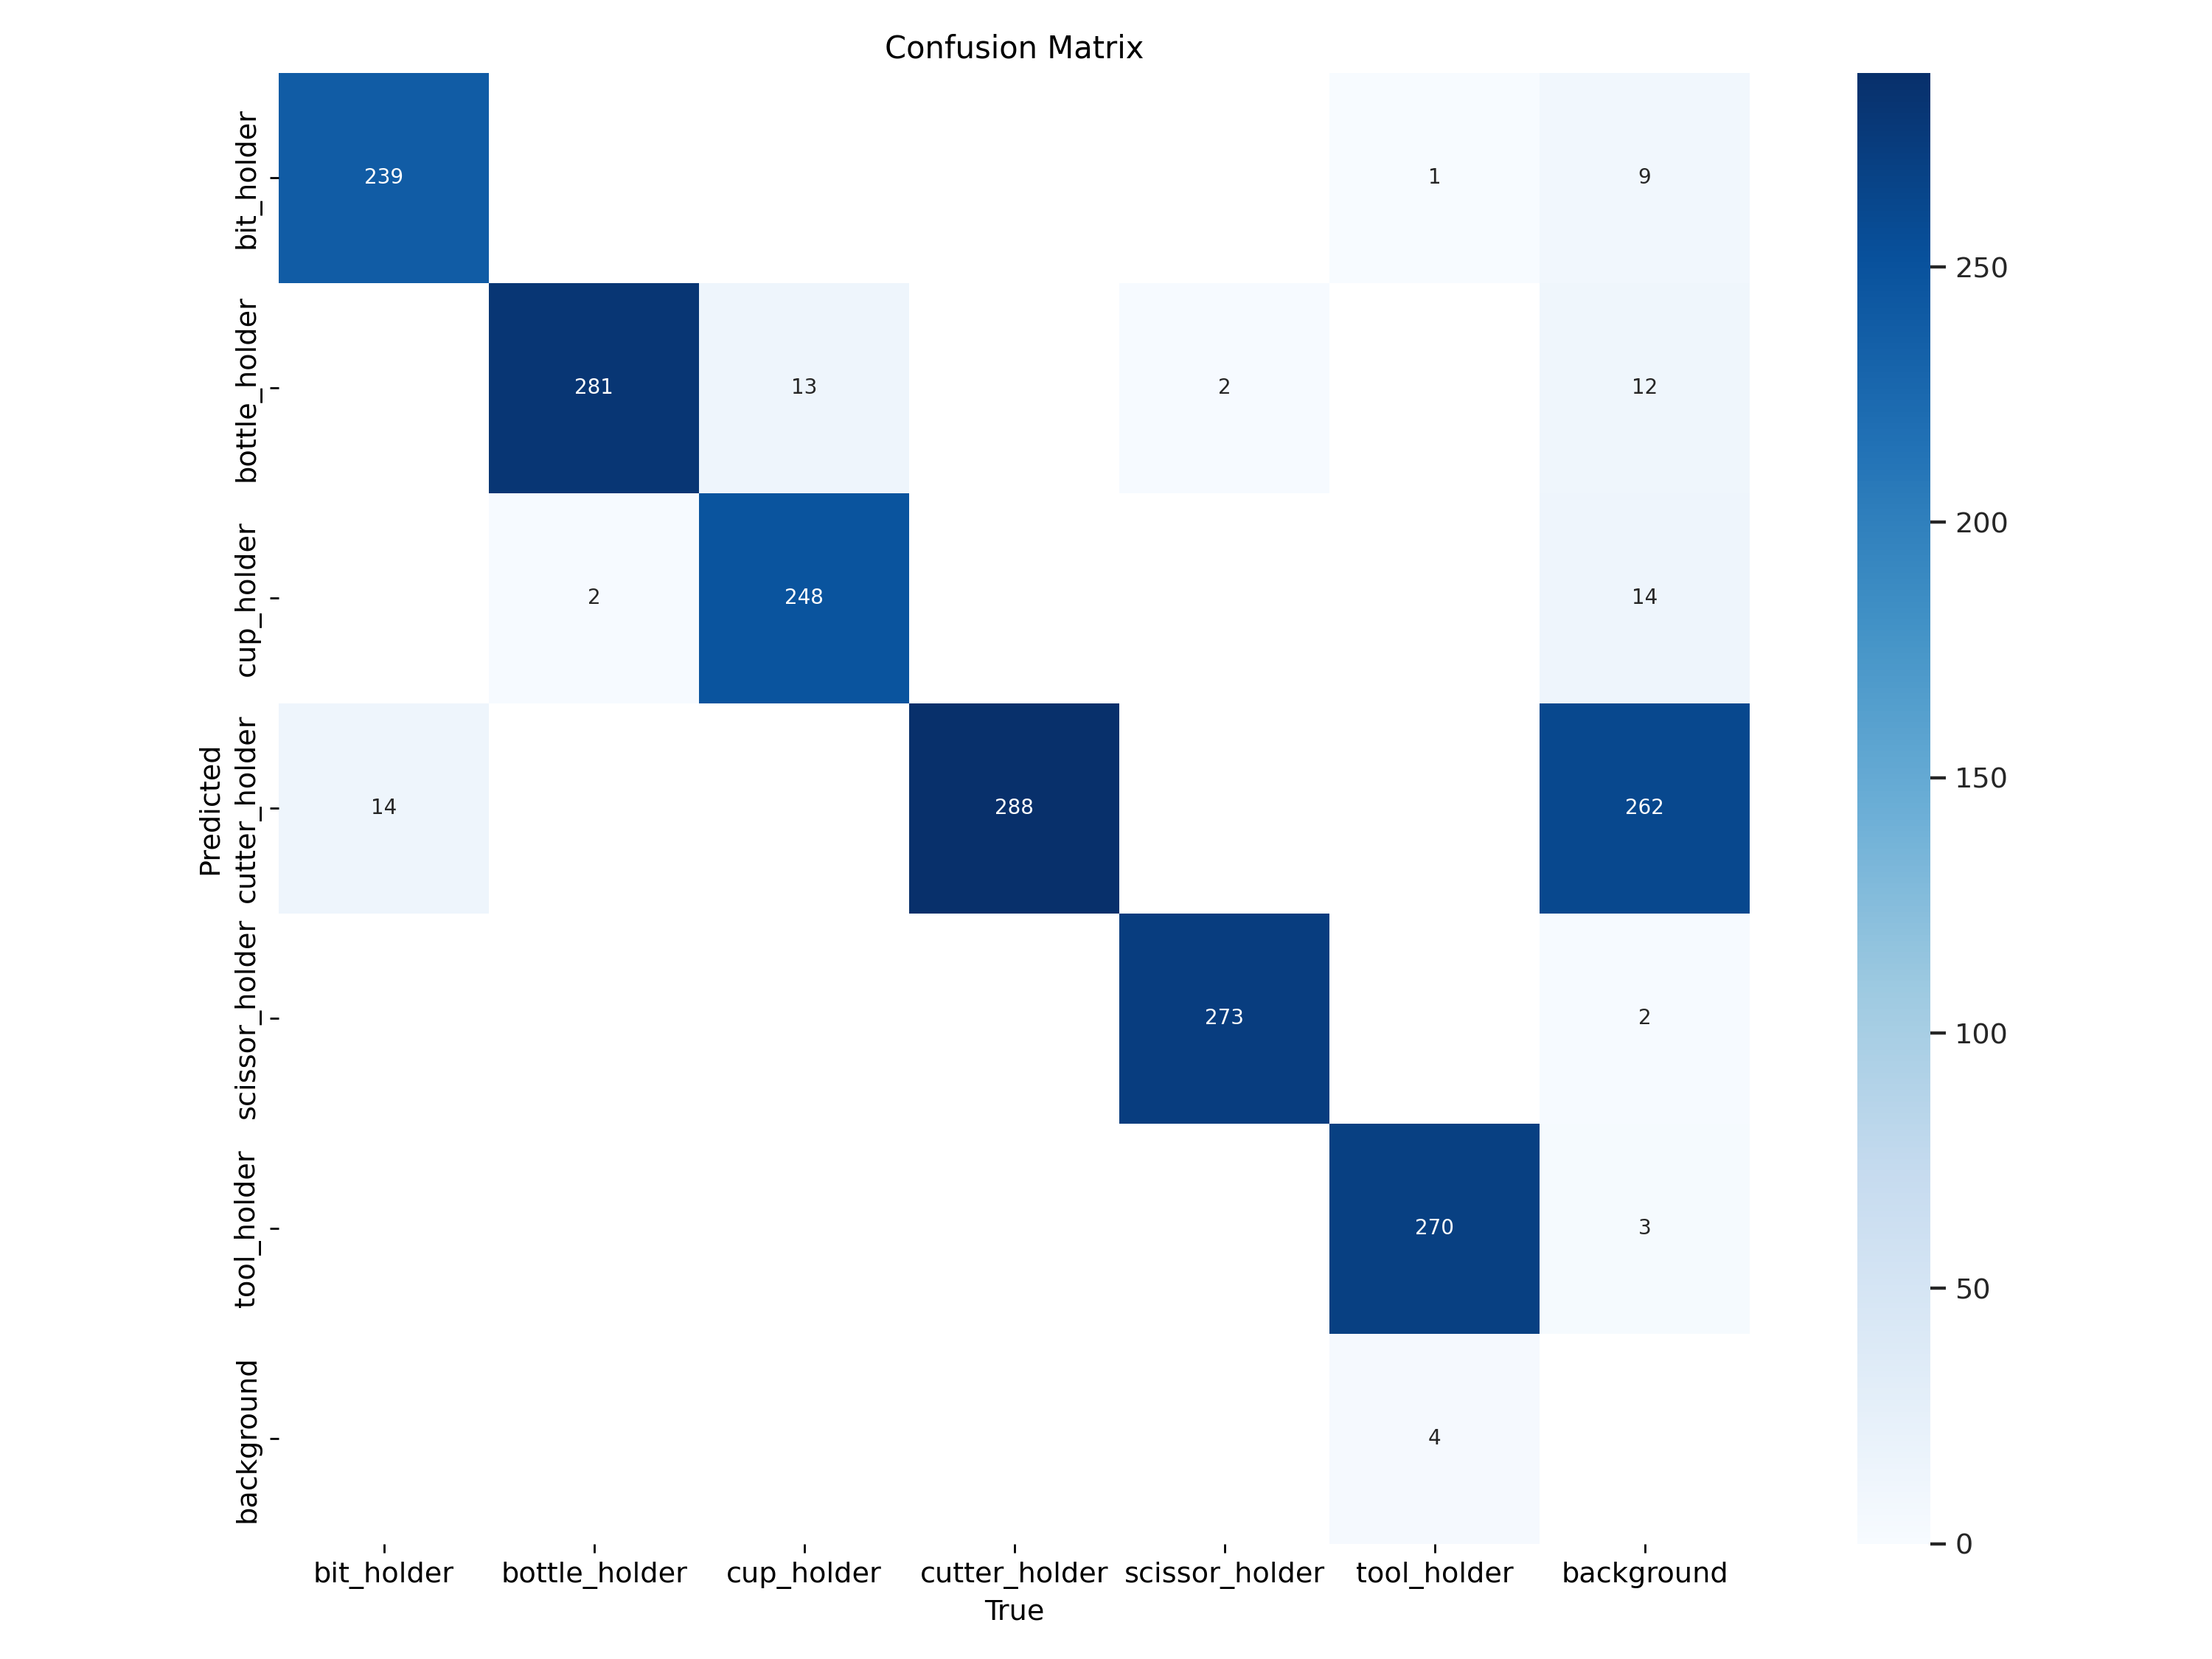 Confusion Matrix
bit_holder
239
1
9
250
bottle_holder
281
13
2
12
200
cup_holder
2
248
14
Predicted
cutter_holder
14
288
262
150
scissor_holder
273
2
100
tool_holder
270
3
50
background
4
0
bit_holder bottle_holder cup_holder cutter_holder scissor_holder tool_holder background
True